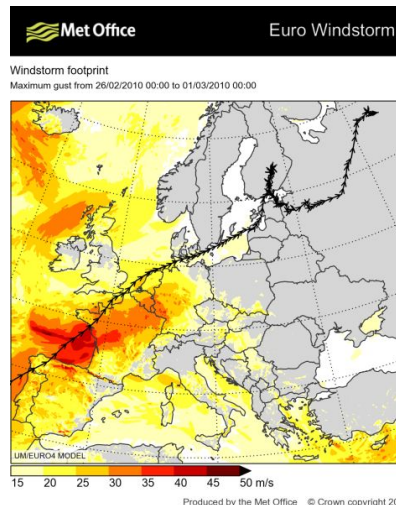 Met Office
Euro Windstorm
Windstorm footprint
Maximum gust from 26/02/2010 00:00 to 01/03/2010 00:00
UM/EURO4 MODEL
15 20 25 30 35 40 45 50 m/s
Produced by the Met Office © Crown copyright 20